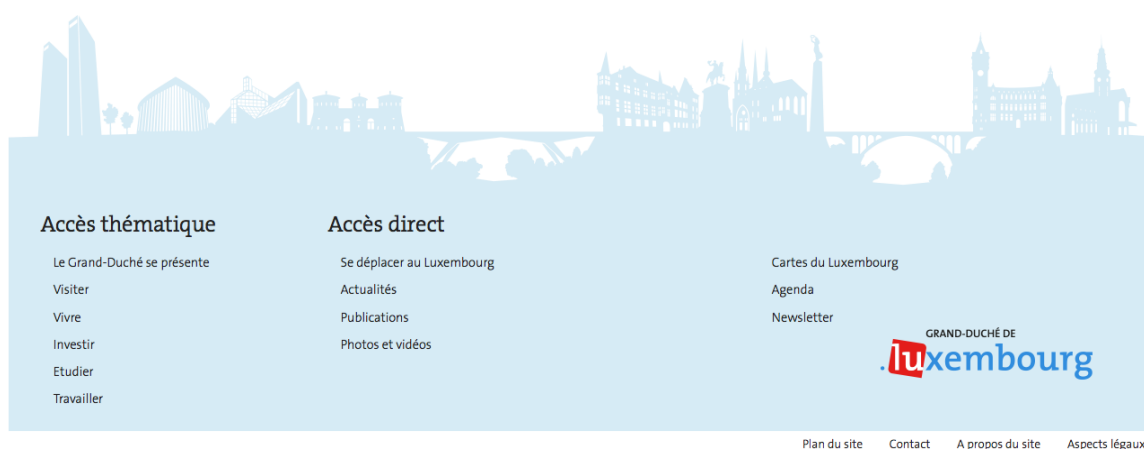 Accès thématique
Le Grand-Duché se présente
Visiter
Vivre
Investir
Etudier
Travailler
Accès direct
Se déplacer au Luxembourg
Actualités
Publications
Photos et vidéos
Cartes du Luxembourg
Agenda
Newsletter
GRAND-DUCHÉ DE
.luxembourg
Plan du site Contact A propos du site Aspects légaux